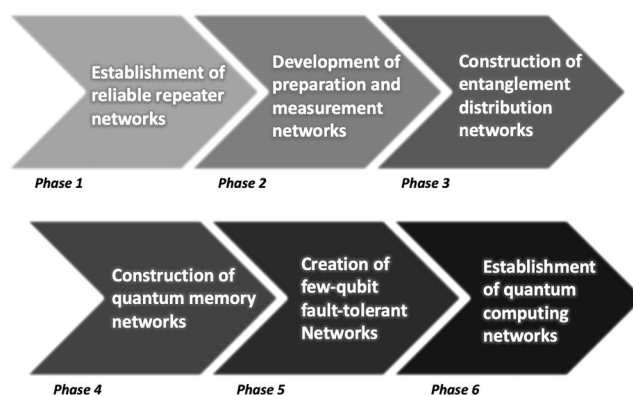 Establishment of
reliable repeater
networks
Development of
preparation and
measurement
networks
Construction of
entanglement
distribution
networks
Phase 1
Phase 2
Phase 3
Construction of
quantum memory
networks
Creation of
few-qubit
fault-tolerant
Networks
Establishment
of quantum
computing
networks
Phase 4
Phase 5
Phase 6